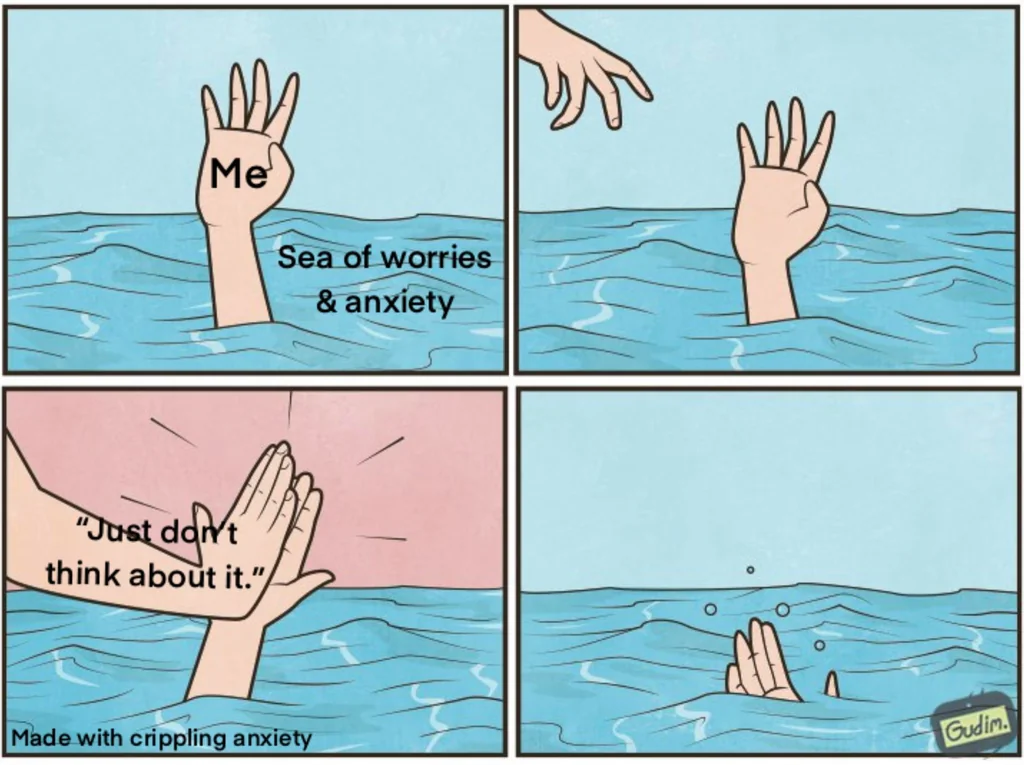 Me
Sea of worries
& anxiety
“Just don't
think about it.”
Made with crippling anxiety
Gudim.